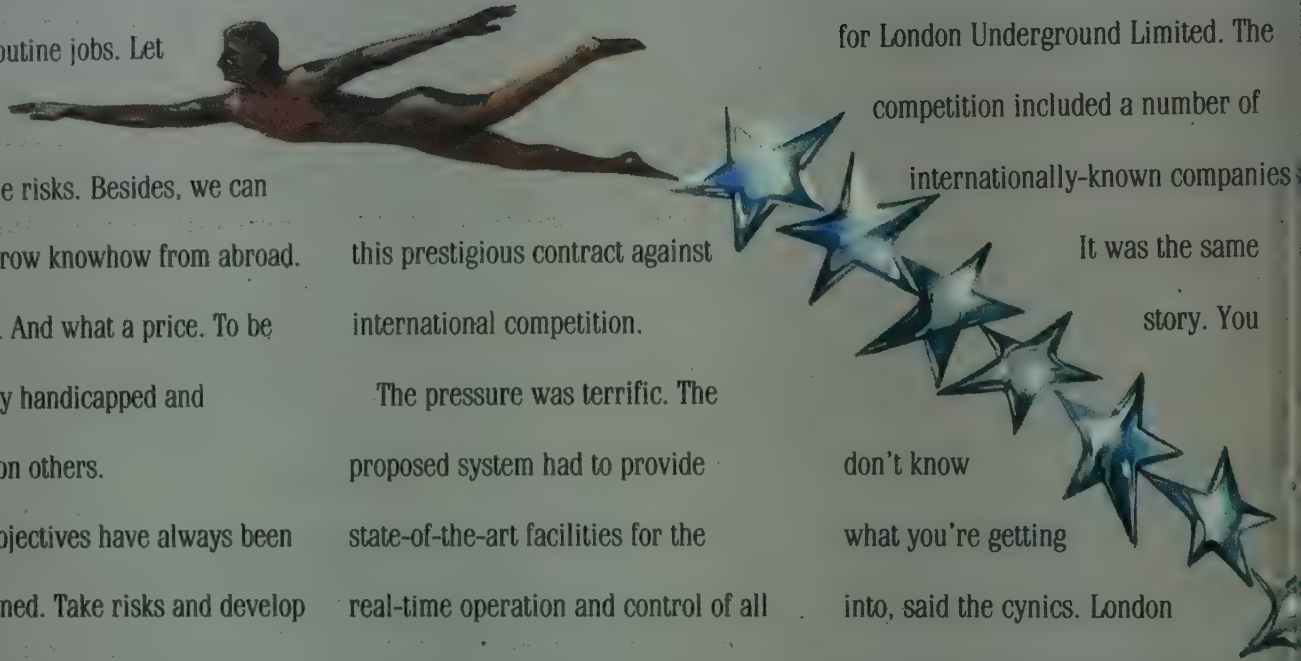 outine jobs. Let
e risks. Besides, we can
row knowhow from abroad.
. And what a price. To be
y handicapped and
on others.
ojectives have always been
ned. Take risks and develop
this prestigious contract against
international competition.
The pressure was terrific. The
proposed system had to provide
state-of-the-art facilities for the
real-time operation and control of all
for London Underground Limited. The
competition included a number of
internationally-known companies
It was the same
story. You
don't know
what you're getting
into, said the cynics. London